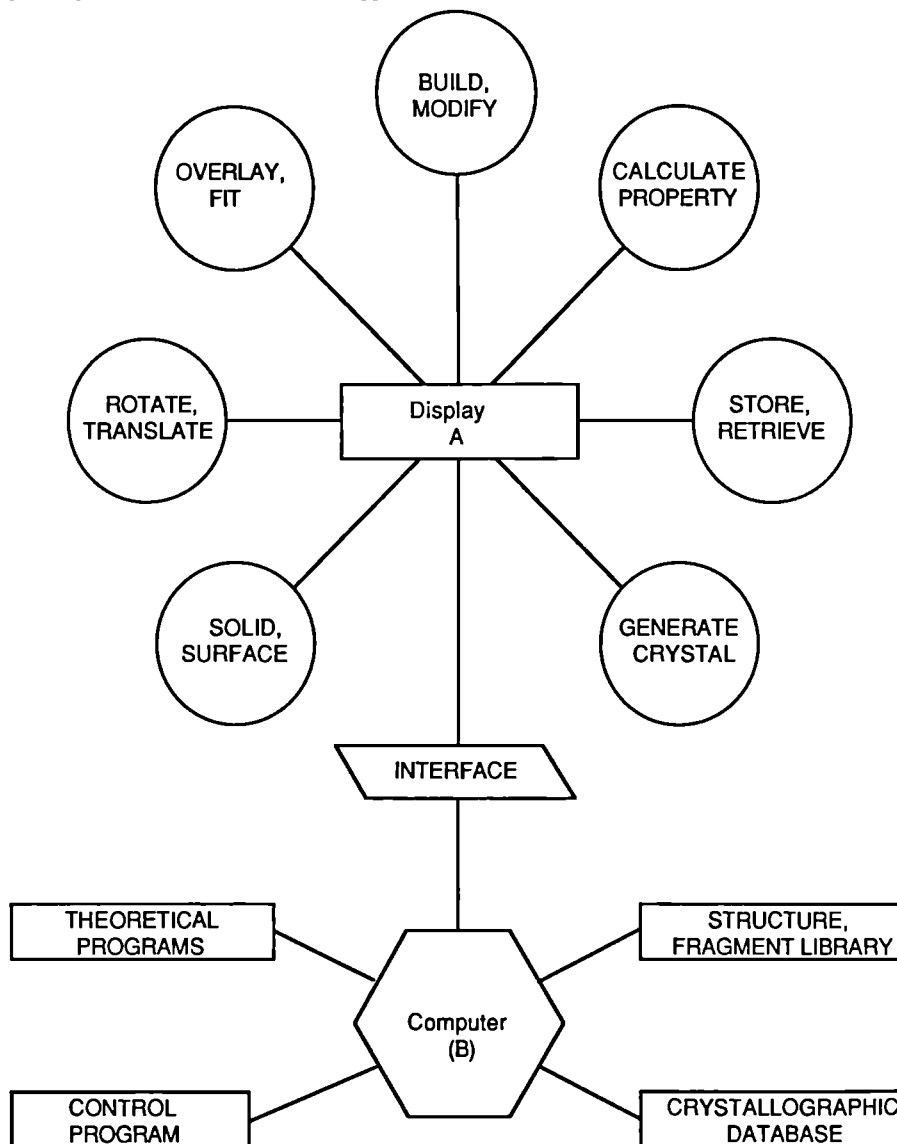 BUILD,
MODIFY
OVERLAY,
FIT
CALCULATE
PROPERTY
ROTATE,
TRANSLATE
Display
A
STORE,
RETRIEVE
SOLID,
SURFACE
GENERATE
CRYSTAL
INTERFACE
THEORETICAL
PROGRAMS
STRUCTURE,
FRAGMENT LIBRARY
Computer
(B)
CONTROL
PROGRAM
CRYSTALLOGRAPHIC
DATABASE